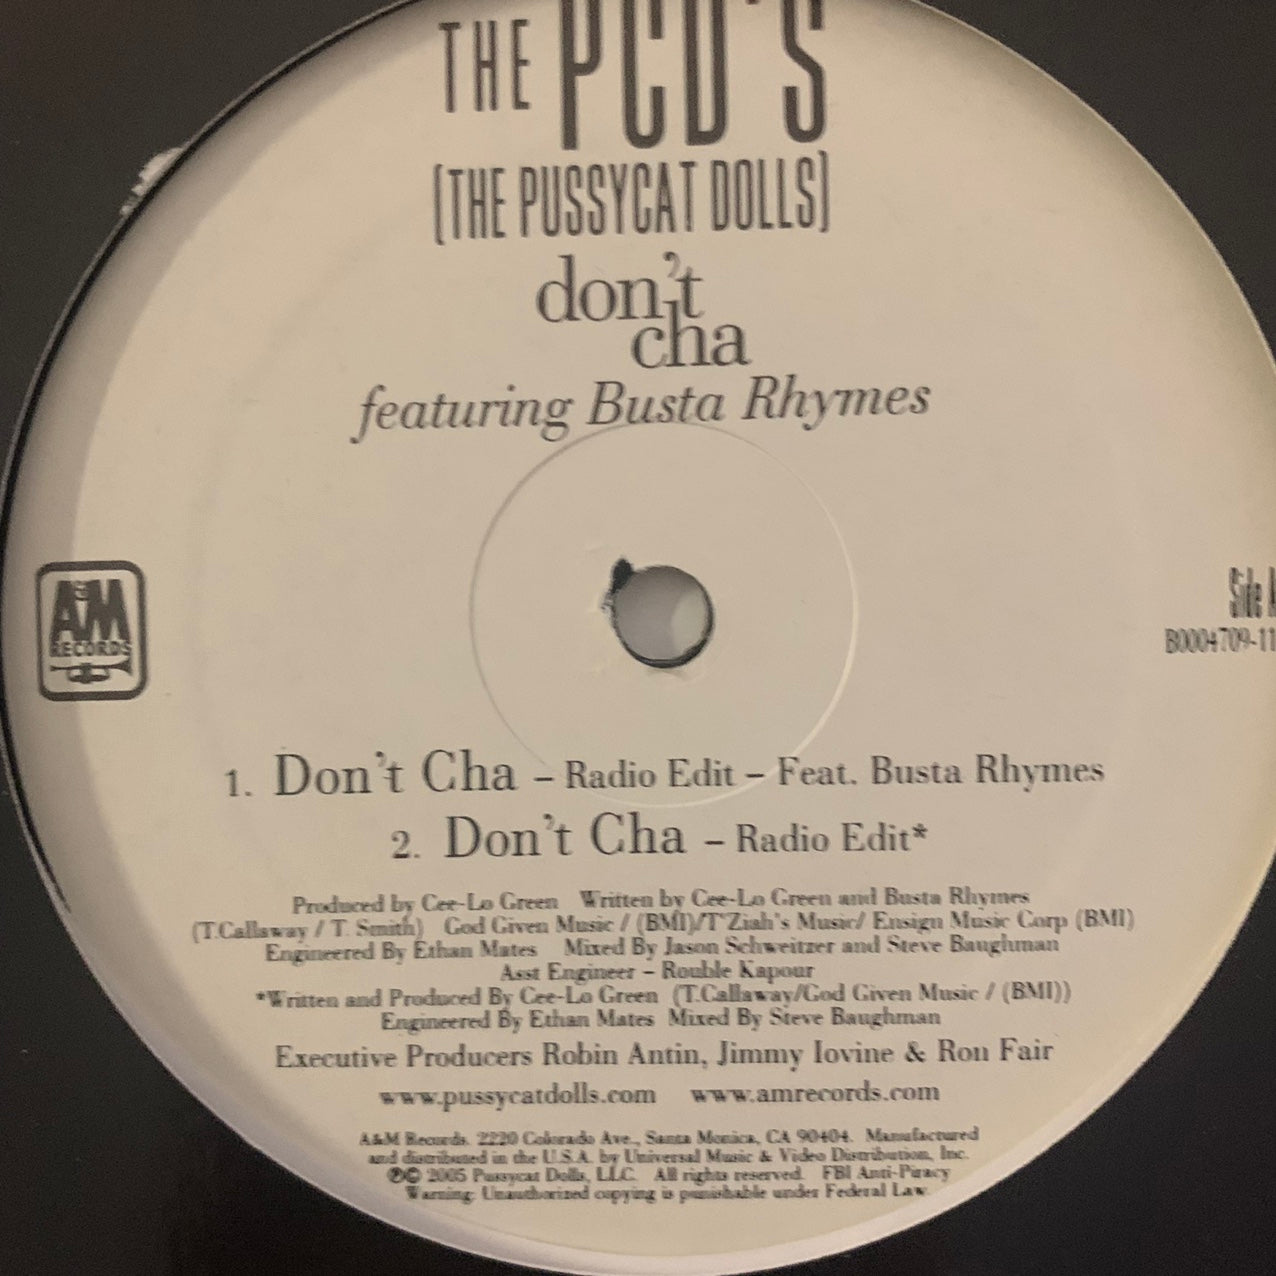 THE PCD'S
(THE PUSSYCAT DOLLS)
don't
cha
featuring Busta Rhymes
A&M
RECORDS
Side A
B0004709-11
1. Don't Cha – Radio Edit – Feat. Busta Rhymes
2. Don't Cha – Radio Edit*
Produced by Cee-Lo Green Written by Cee-Lo Green and Busta Rhymes
(T.Callaway / T. Smith) God Given Music / (BMI)/T'Ziah's Music/ Ensign Music Corp (BMI)
Engineered By Ethan Mates Mixed By Jason Schweitzer and Steve Baughman
Asst Engineer – Rouble Kapour
*Written and Produced By Cee-Lo Green (T.Callaway/God Given Music / (BMI))
Engineered By Ethan Mates Mixed By Steve Baughman
Executive Producers Robin Antin, Jimmy Iovine & Ron Fair
www.pussycatdolls.com www.amrecords.com
A&M Records. 2220 Colorado Ave., Santa Monica, CA 90404. Manufactured
and distributed in the U.S.A. by Universal Music & Video Distribution, Inc.
℗© 2005 Pussycat Dolls, LLC. All rights reserved. FBI Anti-Piracy
Warning: Unauthorized copying is punishable under Federal Law.